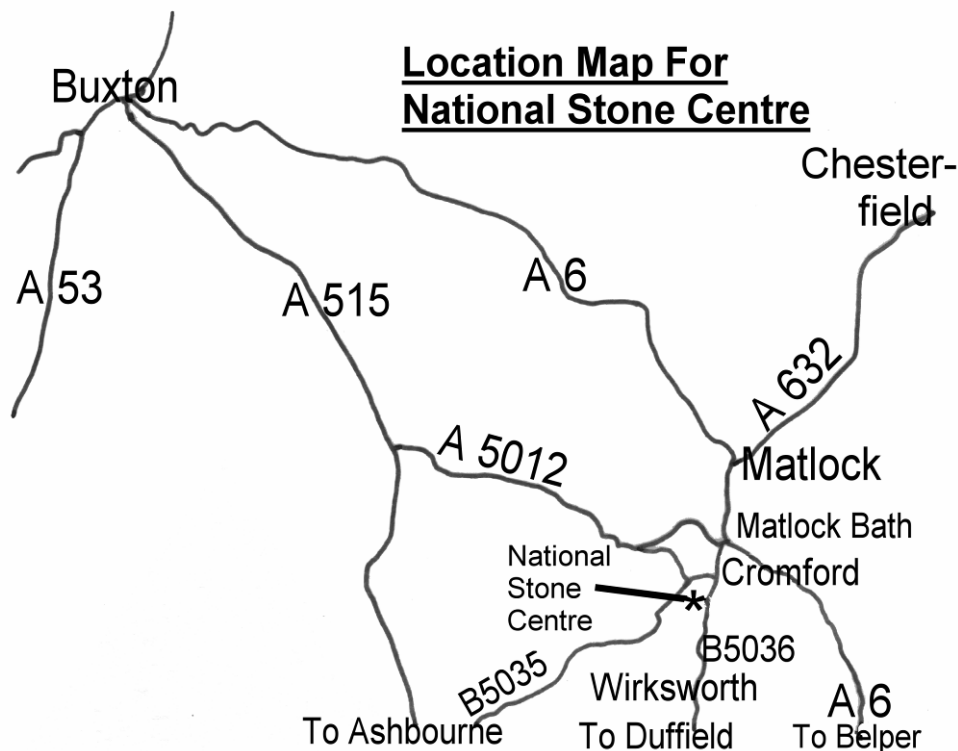 Location Map For
National Stone Centre
Buxton
Chester-
field
A 53
A 515
A 6
A 632
A 5012
Matlock
Matlock Bath
National
Stone
Centre
Cromford
*
B5036
B5035
Wirksworth
A 6
To Ashbourne
To Duffield
To Belper